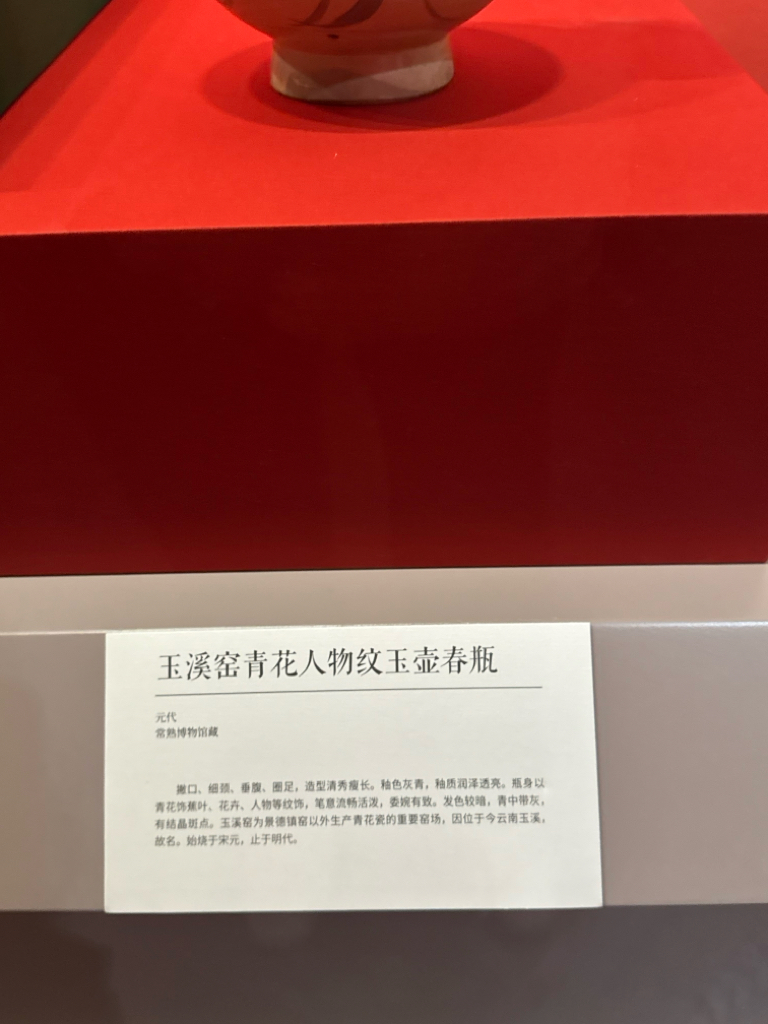 玉溪窑青花人物纹玉壶春瓶
元代
常熟博物馆藏
撇口、细颈、垂腹、圈足，造型清秀瘦长。釉色灰青，釉质润泽透亮。瓶身以
青花饰蕉叶、花卉、人物等纹饰，笔意流畅活泼，委婉有致。发色较暗，青中带灰，
有结晶斑点。玉溪窑为景德镇窑以外生产青花瓷的重要窑场，因位于今云南玉溪，
故名。始烧于宋元，止于明代。